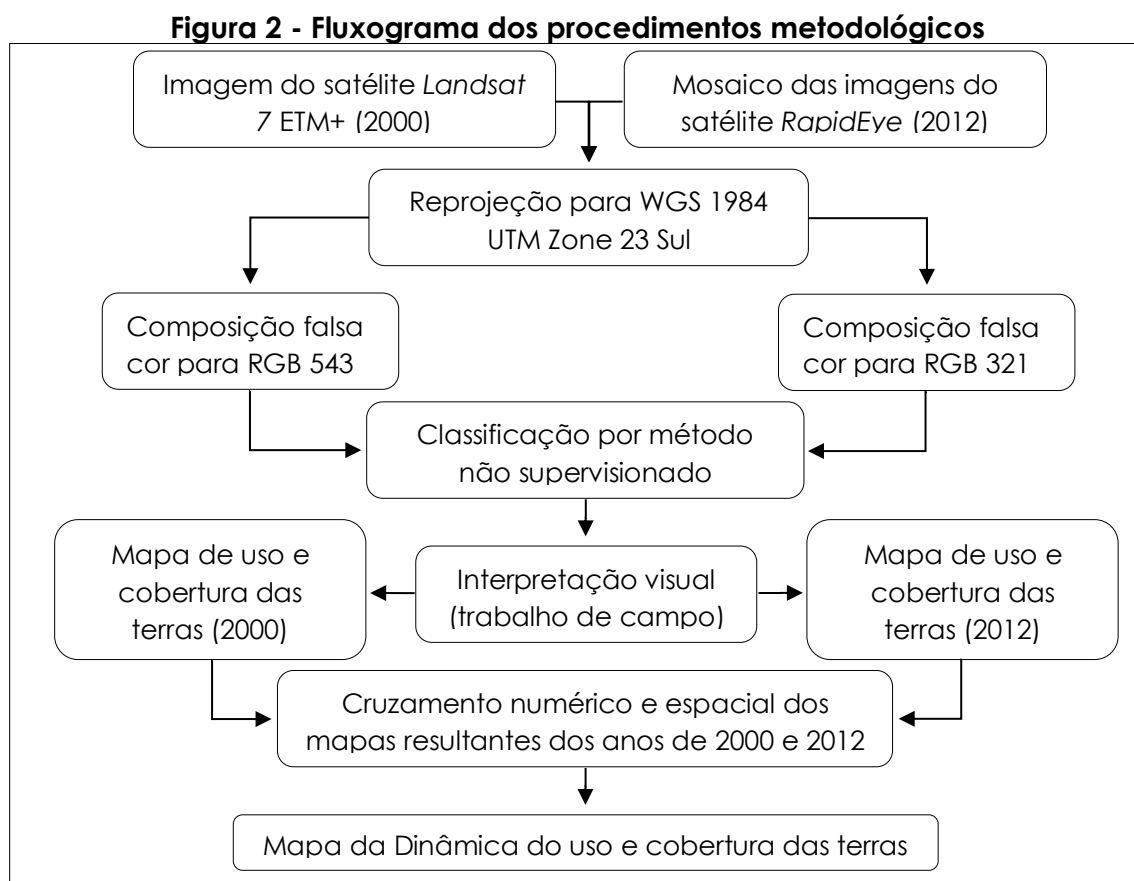 Figura 2 - Fluxograma dos procedimentos metodológicos
Imagem do satélite Landsat
7 ETM+ (2000)
Mosaico das imagens do
satélite RapidEye (2012)
Reprojeção para WGS 1984
UTM Zone 23 Sul
Composição falsa
cor para RGB 543
Composição falsa
cor para RGB 321
Classificação por método
não supervisionado
Mapa de uso e
cobertura das
terras (2000)
Interpretação visual
(trabalho de campo)
Mapa de uso e
cobertura das
terras (2012)
Cruzamento numérico e espacial dos
mapas resultantes dos anos de 2000 e 2012
Mapa da Dinâmica do uso e cobertura das terras